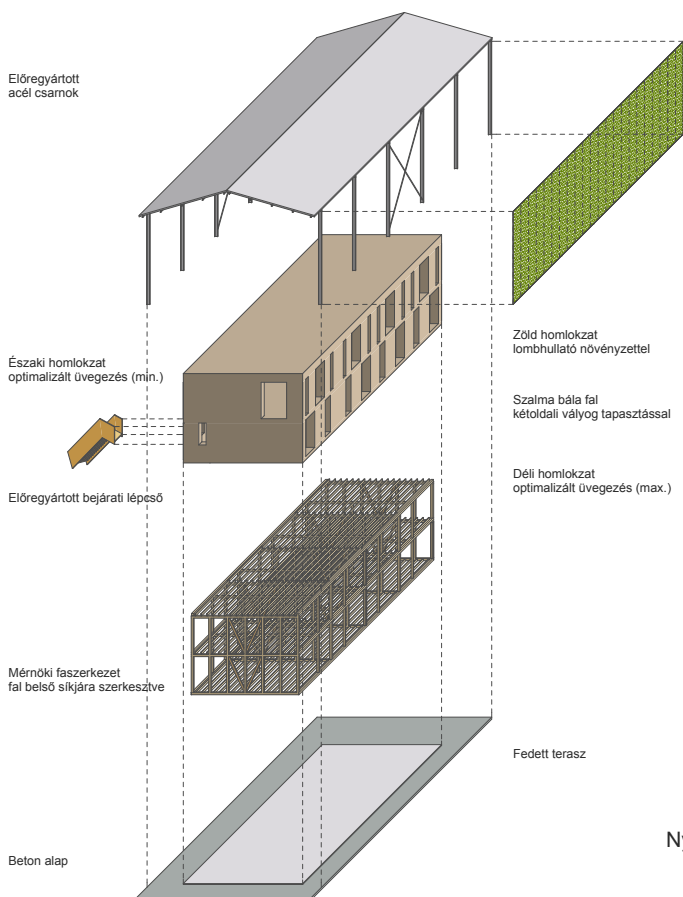 Előregyártott
acél csarnok
Északi homlokzat
optimalizált üvegezés (min.)
Zöld homlokzat
lombhullató növényzettel
Szalma bála fal
kétoldali vályog tapasztással
Déli homlokzat
optimalizált üvegezés (max.)
Előregyártott bejárati lépcső
Mérnöki faszerkezet
fal belső síkjára szerkesztve
Fedett terasz
Beton alap